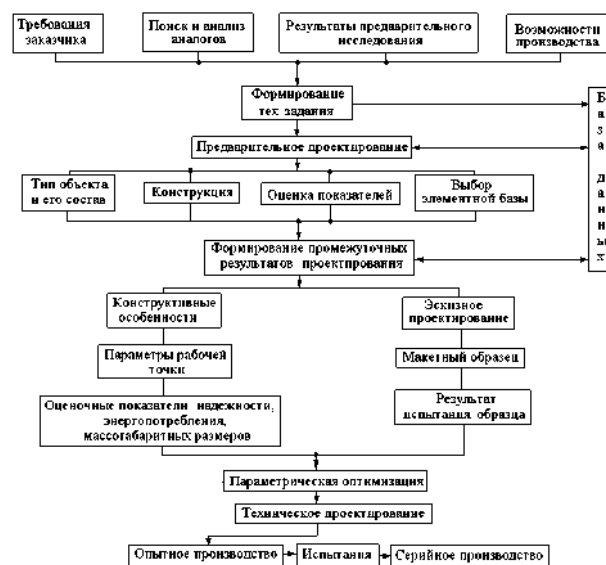 Требования
заказчика
Поиск и анализ
аналогов
Результаты предварительного
исследования
Возможности
производства
Формирование
тех задания
Предварительное проектирование
Тип объекта
и его состав
Конструкция
Оценка показателей
Выбор
элементной базы
Формирование промежуточных
результатов проектирования
База данных
Конструктивные
особенности
Эскизное
проектирование
Параметры рабочей
точки
Макетный образец
Оценочные показатели надежности,
энергопотребления,
массогабаритных размеров
Результат
испытания образца
Параметрическая оптимизация
Техническое проектирование
Опытное производство
Испытания
Серийное производство